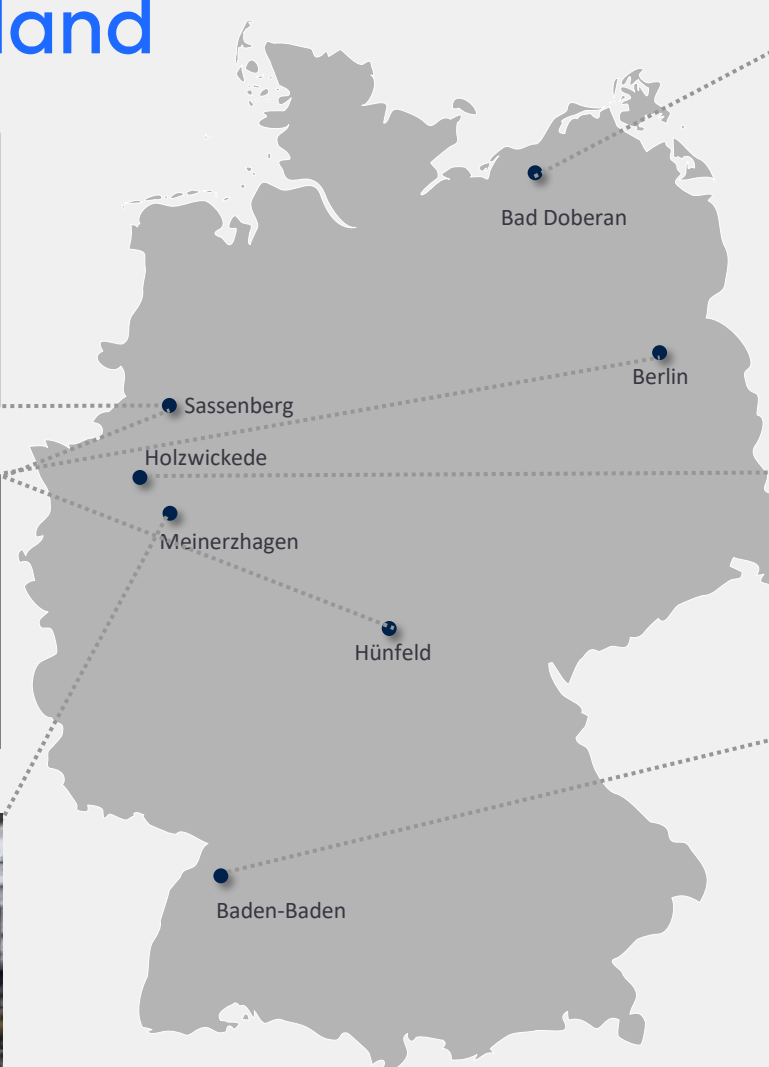 land
Bad Doberan
Berlin
Sassenberg
Holzwickede
Meinerzhagen
Hünfeld
Baden-Baden